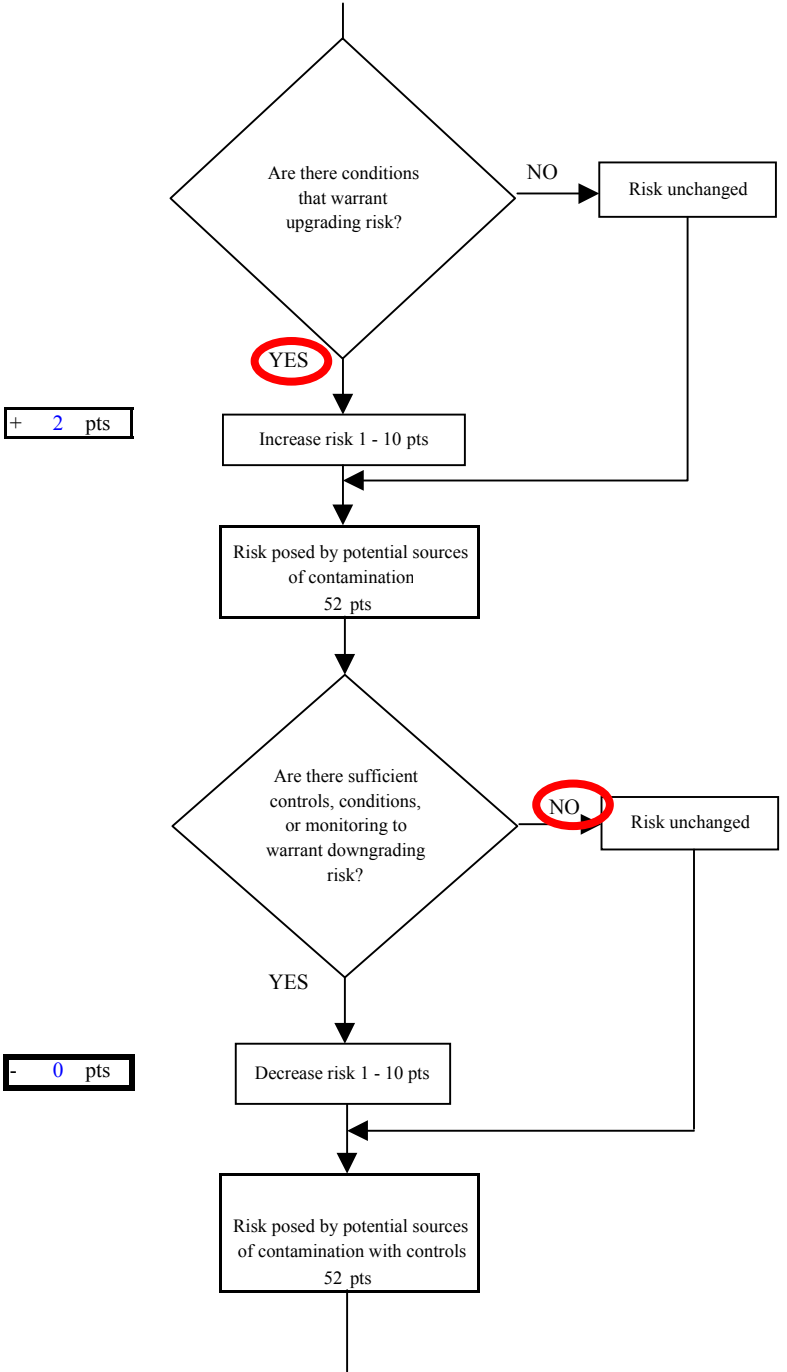 Are there conditions
that warrant
upgrading risk?
NO
Risk unchanged
YES
+ 2 pts
Increase risk 1 - 10 pts
Risk posed by potential sources
of contamination
52 pts
Are there sufficient
controls, conditions,
or monitoring to
warrant downgrading
risk?
NO
Risk unchanged
YES
- 0 pts
Decrease risk 1 - 10 pts
Risk posed by potential sources
of contamination with controls
52 pts